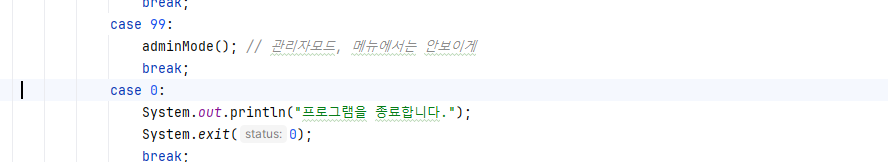 break;
case 99:
adminMode(); // 관리자모드, 메뉴에서는 안보이게
break;
case 0:
System.out.println("프로그램을 종료합니다.");
System.exit( status: 0);
break;